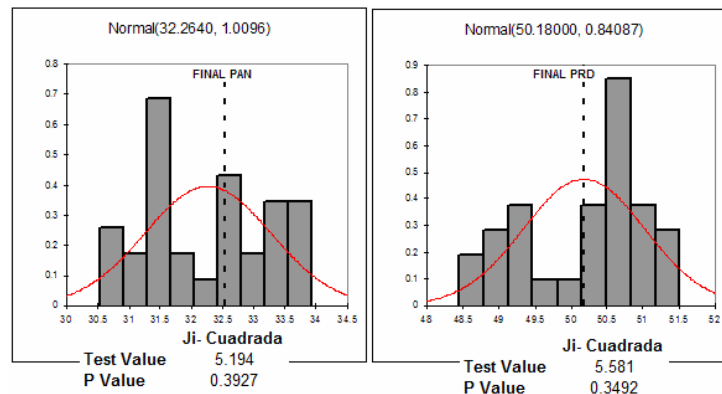 Normal(32.2640, 1.0096)
0.8
0.7
0.6
0.5
0.4
0.3
0.2
0.1
0
FINAL PAN
30 30.5 31 31.5 32 32.5 33 33.5 34 34.5
Ji- Cuadrada
Test Value 5.194
P Value 0.3927
Normal(50.18000, 0.84087)
0.9
0.8
0.7
0.6
0.5
0.4
0.3
0.2
0.1
0
FINAL PRD
48 48.5 49 49.5 50 50.5 51 51.5 52
Ji- Cuadrada
Test Value 5.581
P Value 0.3492